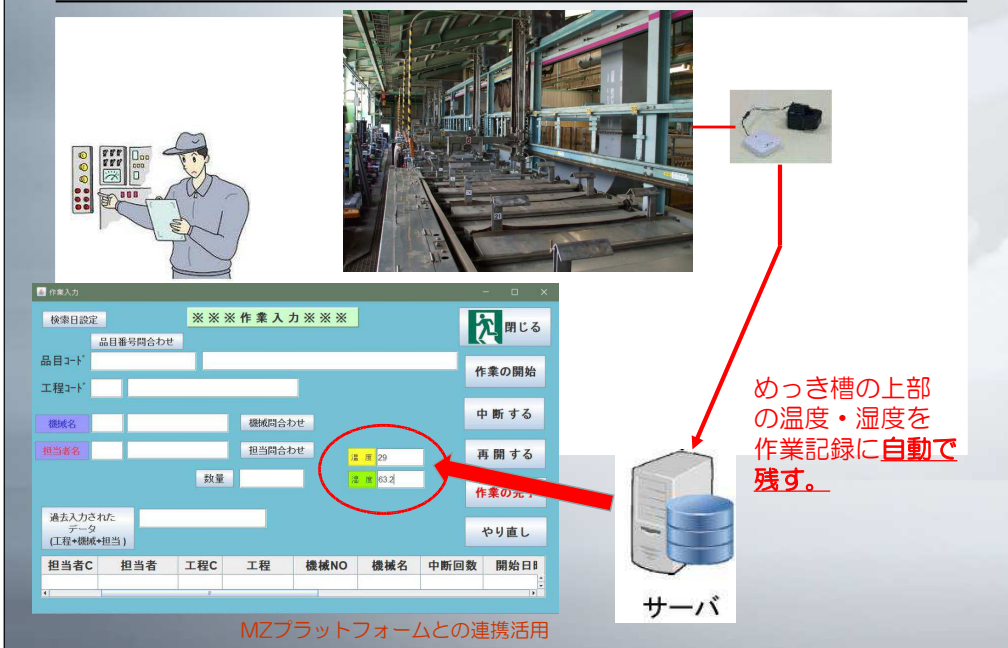 作業入力
検索日設定
※※※作業入力※※※
閉じる
品目番号問合わせ
品目ｺｰﾄﾞ
作業の開始
工程ｺｰﾄﾞ
機械名
機械問合わせ
中断する
担当者名
担当問合わせ
温 度 29
再開する
数量
湿 度 63.2
作業の完了
過去入力された
データ
(工程+機械+担当)
やり直し
担当者C 担当者 工程C 工程 機械NO 機械名 中断回数 開始日時
めっき槽の上部
の温度・湿度を
作業記録に自動で
残す。
サーバ
MZプラットフォームとの連携活用